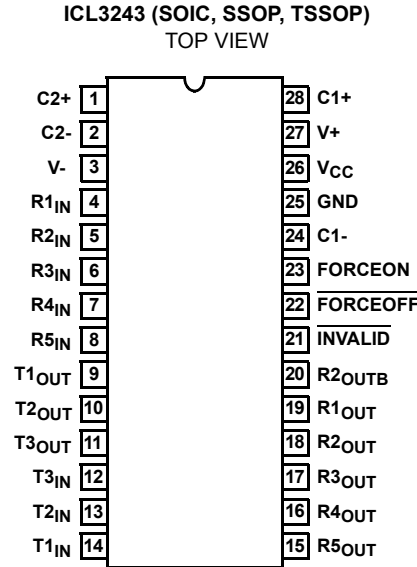 ICL3243 (SOIC, SSOP, TSSOP)
TOP VIEW
C2+ 1 28 C1+
C2- 2 27 V+
V- 3 26 VCC
R1IN 4 25 GND
R2IN 5 24 C1-
R3IN 6 23 FORCEON
R4IN 7 22 FORCEOFF
R5IN 8 21 INVALID
T1OUT 9 20 R2OUTB
T2OUT 10 19 R1OUT
T3OUT 11 18 R2OUT
T3IN 12 17 R3OUT
T2IN 13 16 R4OUT
T1IN 14 15 R5OUT